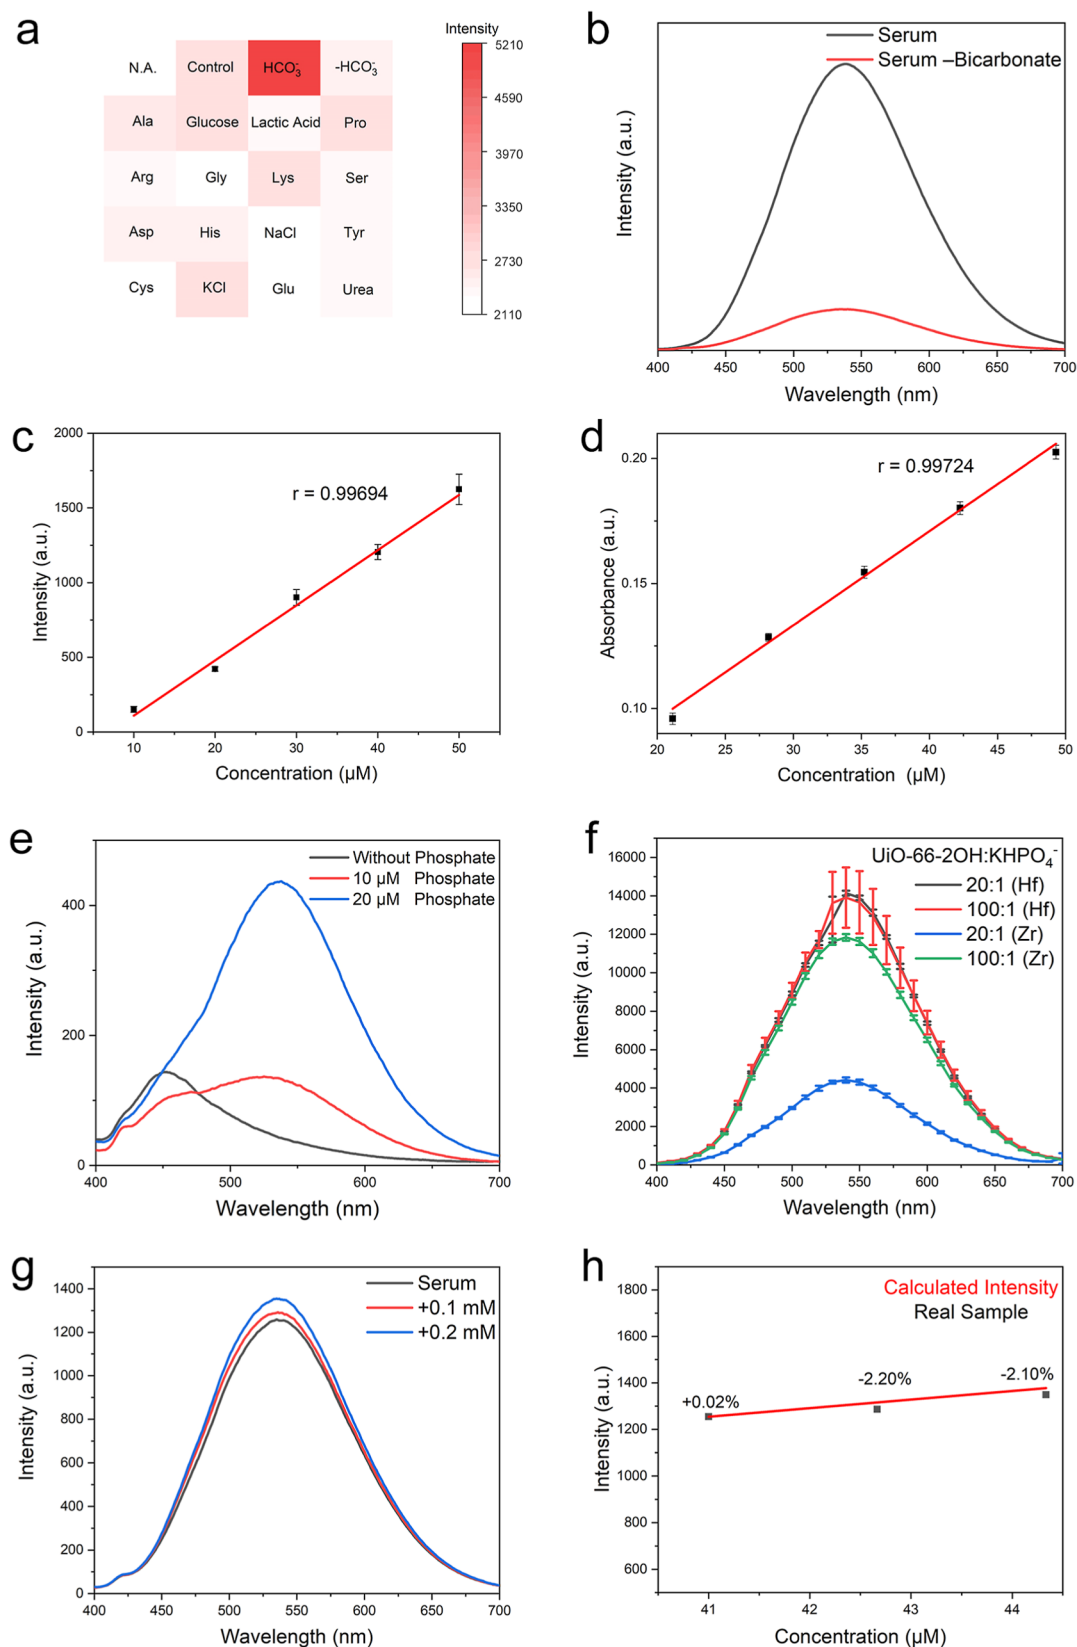 a
Intensity
N.A. Control HCO₃⁻ -HCO₃⁻
Ala Glucose Lactic Acid Pro
Arg Gly Lys Ser
Asp His NaCl Tyr
Cys KCl Glu Urea
5210
4590
3970
3350
2730
2110
b
Serum
Serum –Bicarbonate
Intensity (a.u.)
400 450 500 550 600 650 700
Wavelength (nm)
c
2000
1500
1000
500
0
r = 0.99694
Intensity (a.u.)
10 20 30 40 50
Concentration (µM)
d
0.20
0.15
0.10
r = 0.99724
Absorbance (a.u.)
20 25 30 35 40 45 50
Concentration (µM)
e
Without Phosphate
10 µM Phosphate
20 µM Phosphate
400
200
0
Intensity (a.u.)
400 500 600 700
Wavelength (nm)
f
UiO-66-2OH:KHPO₄⁻
20:1 (Hf)
100:1 (Hf)
20:1 (Zr)
100:1 (Zr)
16000
14000
12000
10000
8000
6000
4000
2000
0
Intensity (a.u.)
400 450 500 550 600 650 700
Wavelength (nm)
g
Serum
+0.1 mM
+0.2 mM
1400
1200
1000
800
600
400
200
0
Intensity (a.u.)
400 450 500 550 600 650 700
Wavelength (nm)
h
Calculated Intensity
Real Sample
1800
1600
1400
1200
1000
800
600
+0.02%
-2.20%
-2.10%
Intensity (a.u.)
41 42 43 44
Concentration (µM)